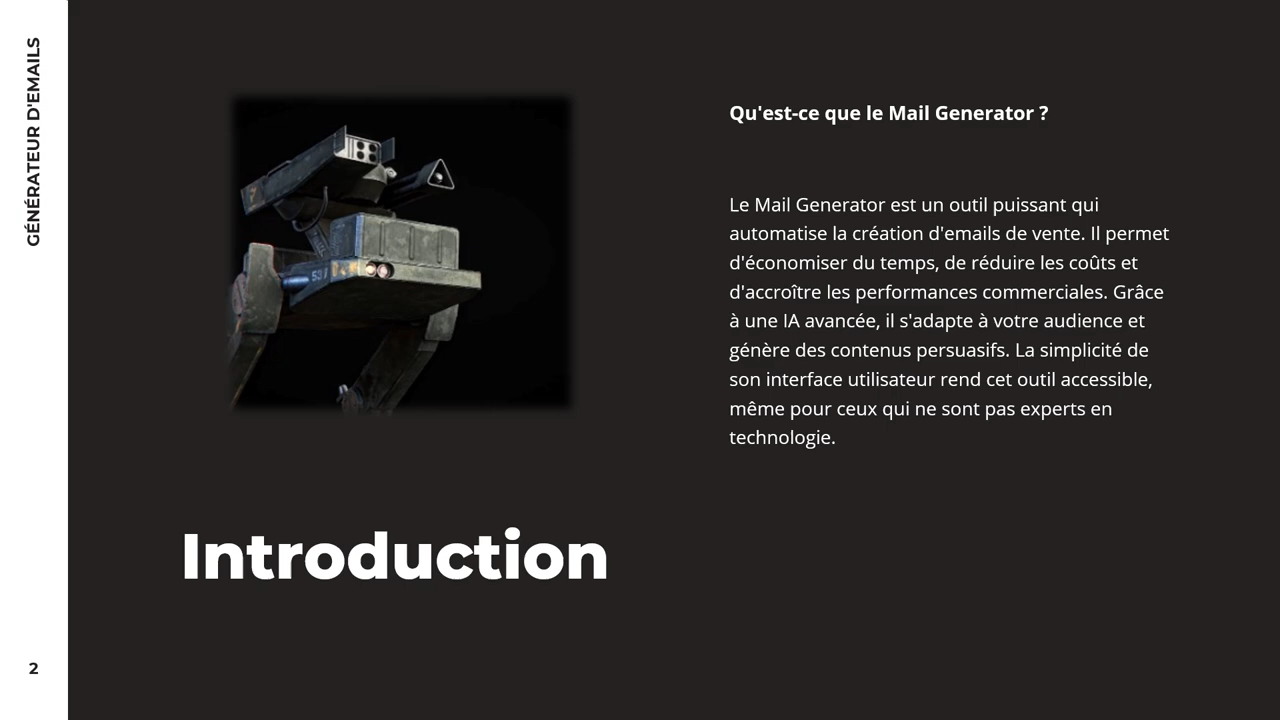 GÉNÉRATEUR D'EMAILS
Qu'est-ce que le Mail Generator ?
Le Mail Generator est un outil puissant qui
automatise la création d'emails de vente. Il permet
d'économiser du temps, de réduire les coûts et
d'accroître les performances commerciales. Grâce
à une IA avancée, il s'adapte à votre audience et
génère des contenus persuasifs. La simplicité de
son interface utilisateur rend cet outil accessible,
même pour ceux qui ne sont pas experts en
technologie.
Introduction
2